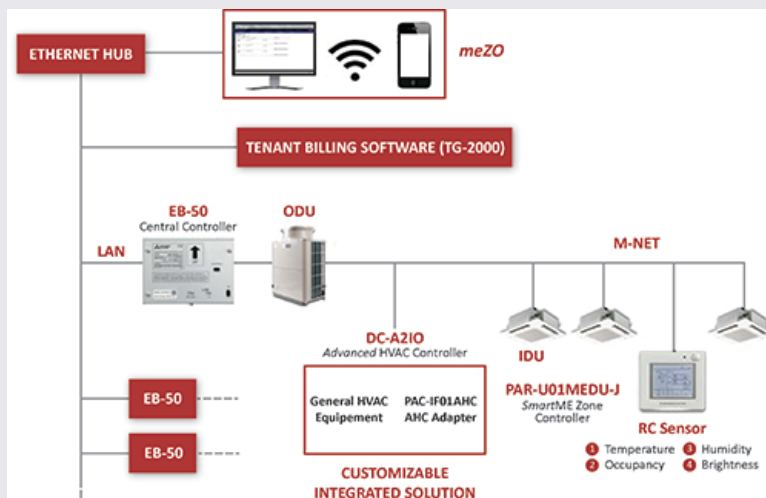 ETHERNET HUB
meZO
TENANT BILLING SOFTWARE (TG-2000)
EB-50
Central Controller
ODU
LAN
M-NET
DC-A2IO
Advanced HVAC Controller
IDU
General HVAC
Equipement
PAC-IF01AHC
AHC Adapter
PAR-U01MEDU-J
SmartME Zone
Controller
RC Sensor
1 Temperature 3 Humidity
2 Occupancy 4 Brightness
EB-50
EB-50
CUSTOMIZABLE
INTEGRATED SOLUTION